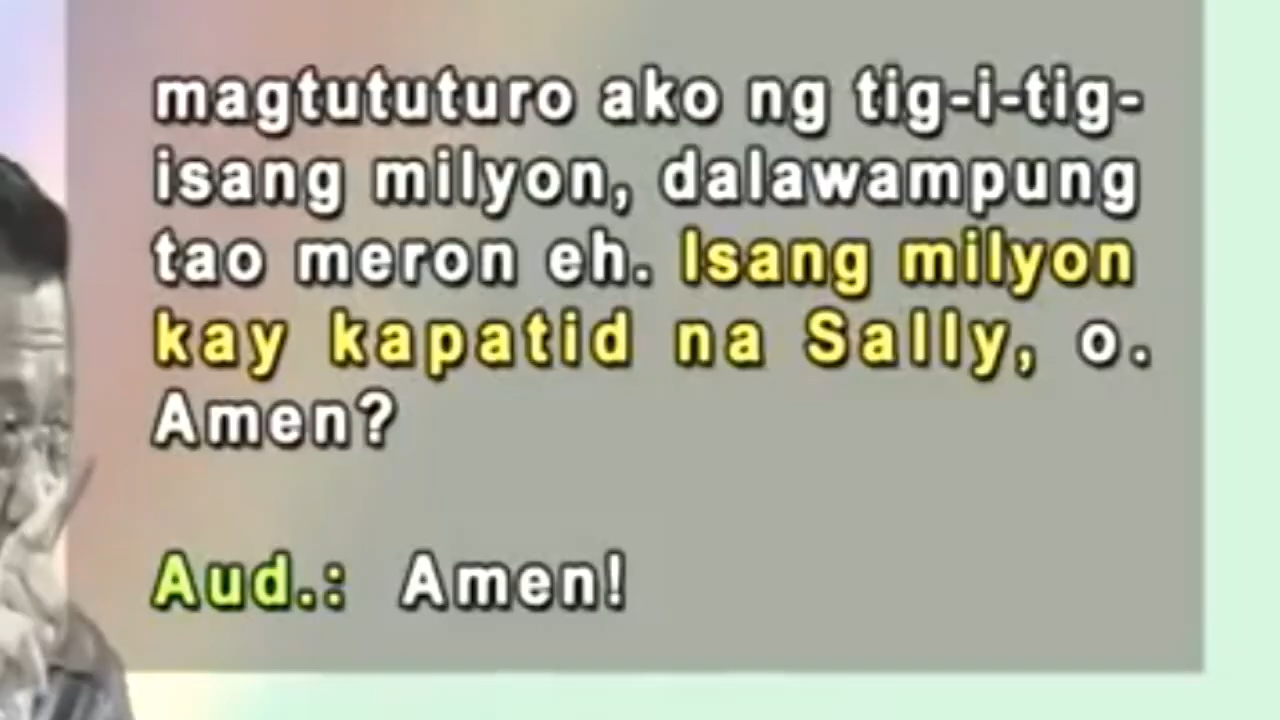 magtututuro ako ng tig-i-tig-
isang milyon, dalawampung
tao meron eh. Isang milyon
kay kapatid na Sally, o.
Amen?
Aud.: Amen!